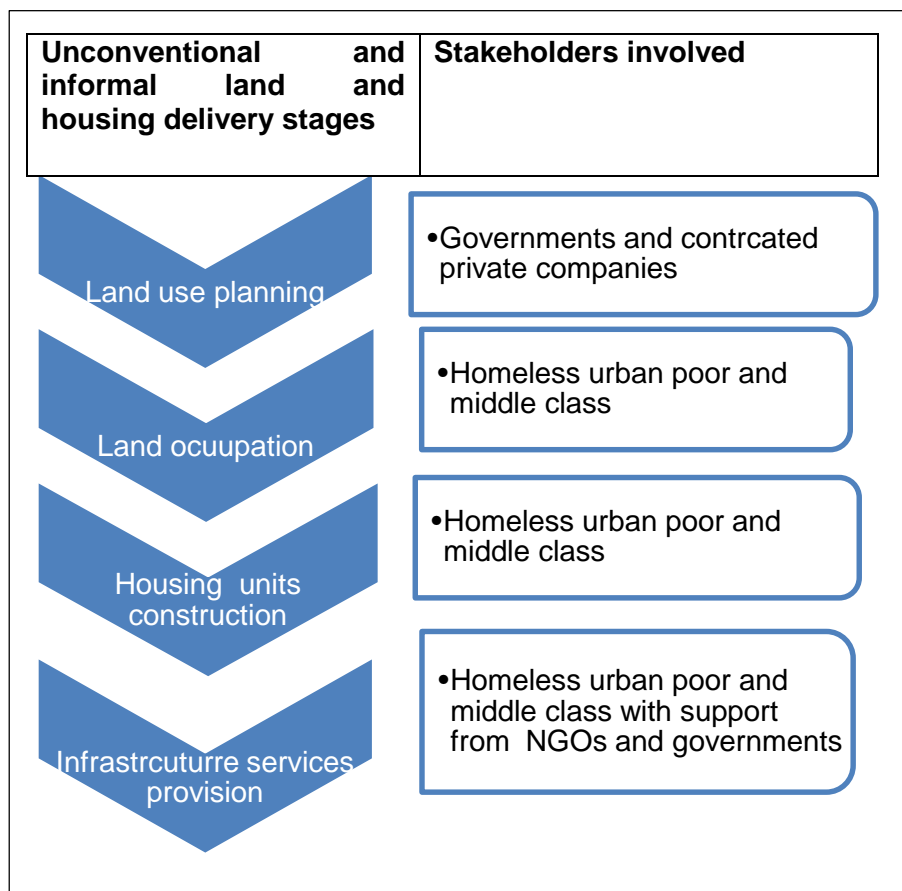 Unconventional and
informal land and
housing delivery stages
Stakeholders involved
Land use planning
•Governments and contrcated
private companies
Land ocuupation
•Homeless urban poor and
middle class
Housing units
construction
•Homeless urban poor and
middle class
Infrastrcuturre services
provision
•Homeless urban poor and
middle class with support
from NGOs and governments